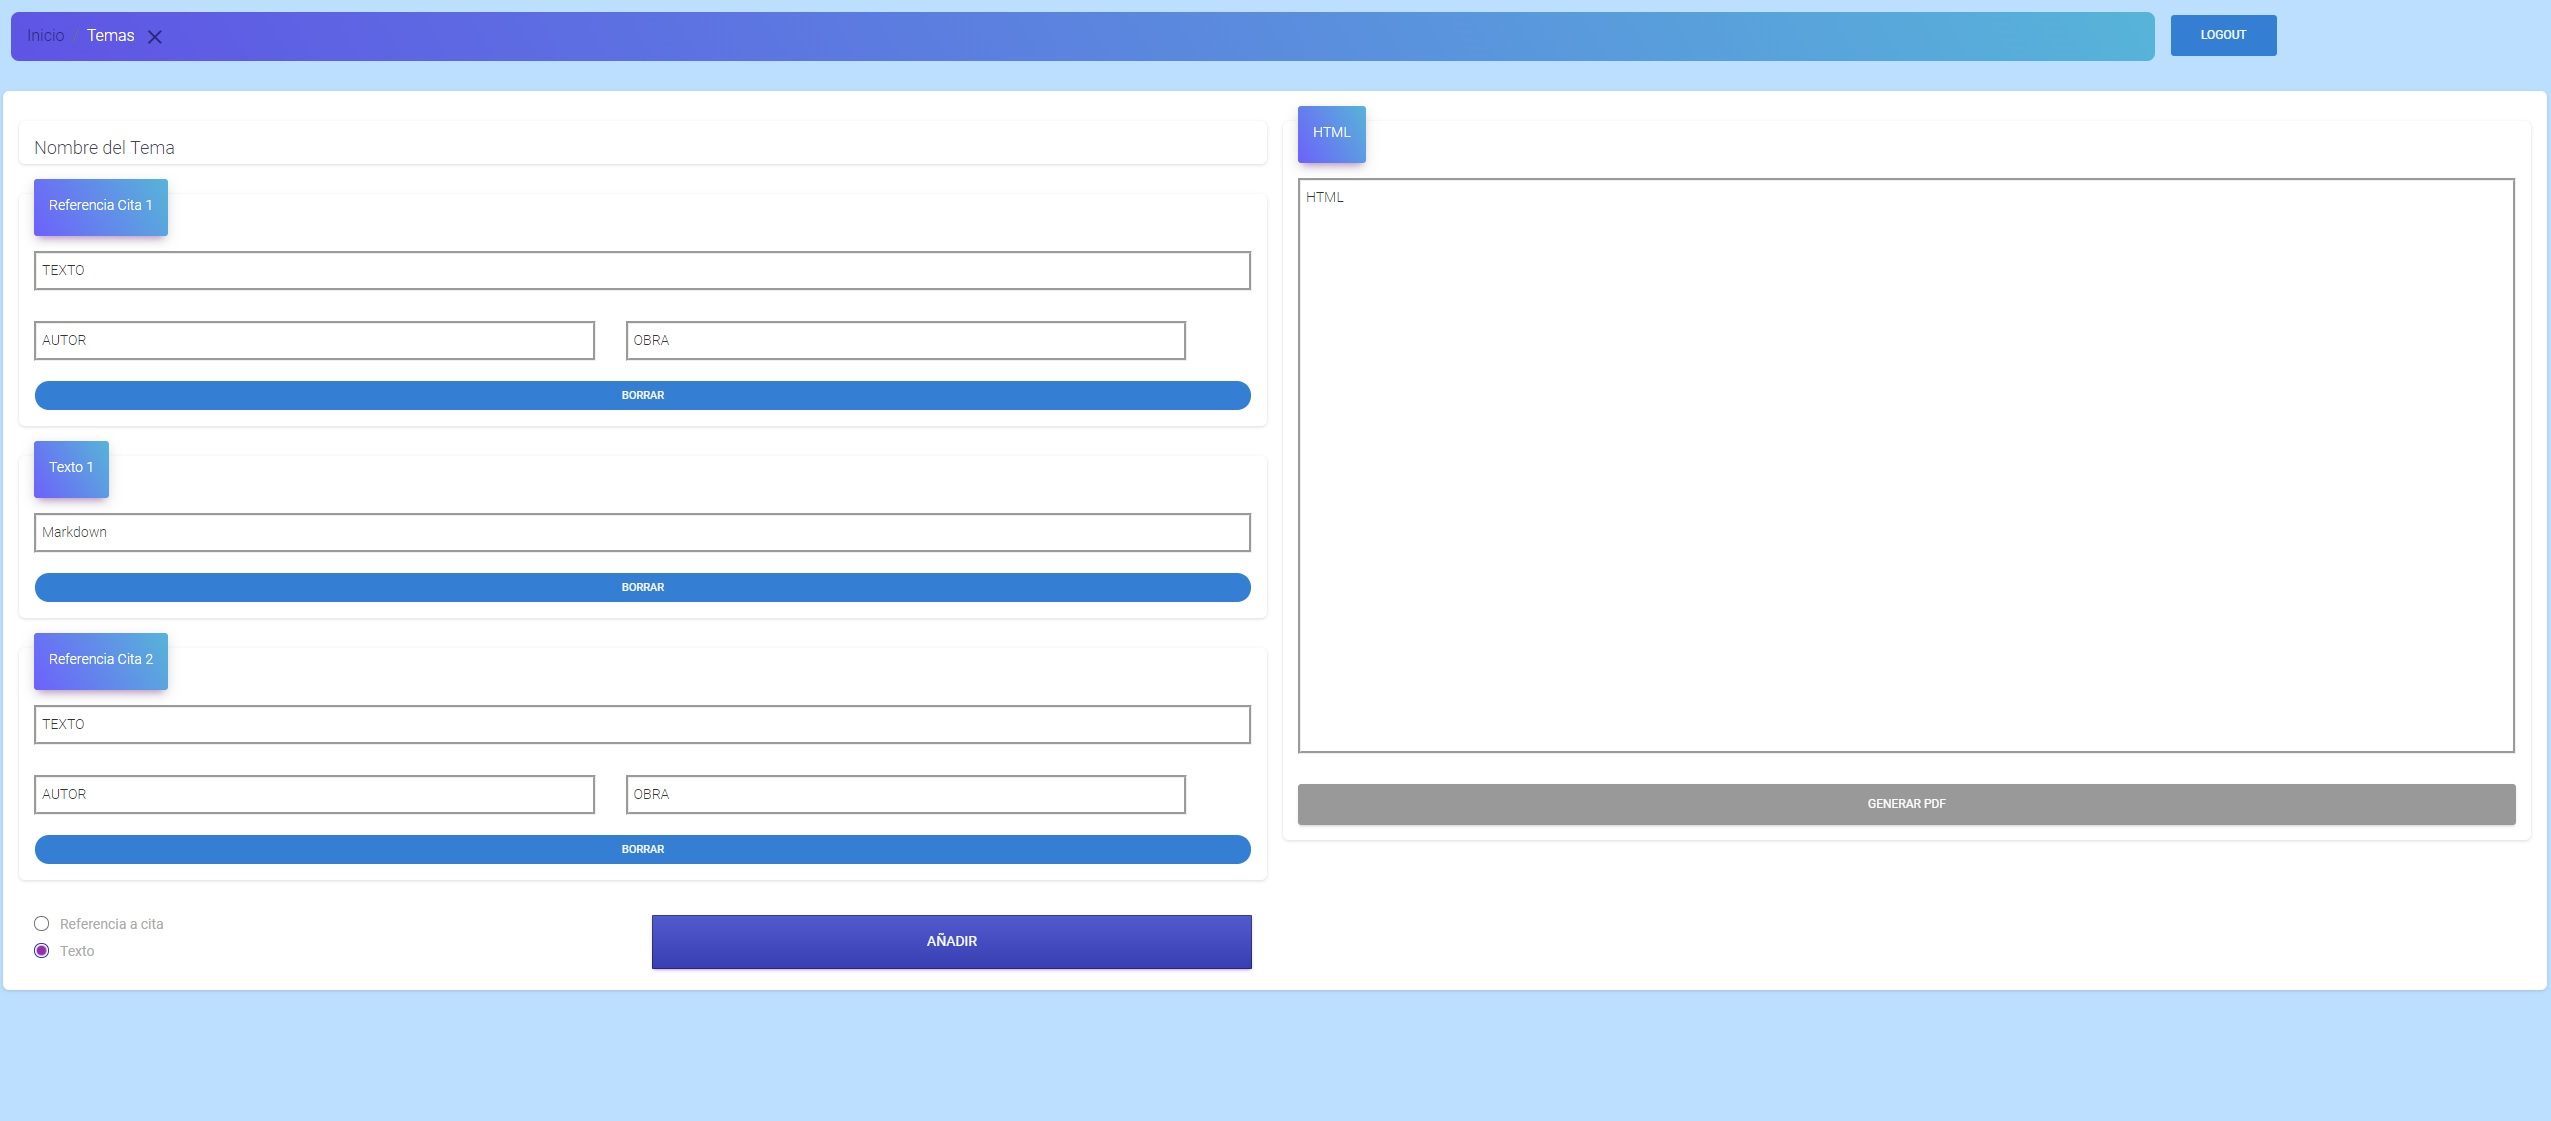 Inicio / Temas ×
LOGOUT
Nombre del Tema
Referencia Cita 1
TEXTO
AUTOR
OBRA
BORRAR
Texto 1
Markdown
BORRAR
Referencia Cita 2
TEXTO
AUTOR
OBRA
BORRAR
Referencia a cita
Texto
AÑADIR
HTML
HTML
GENERAR PDF